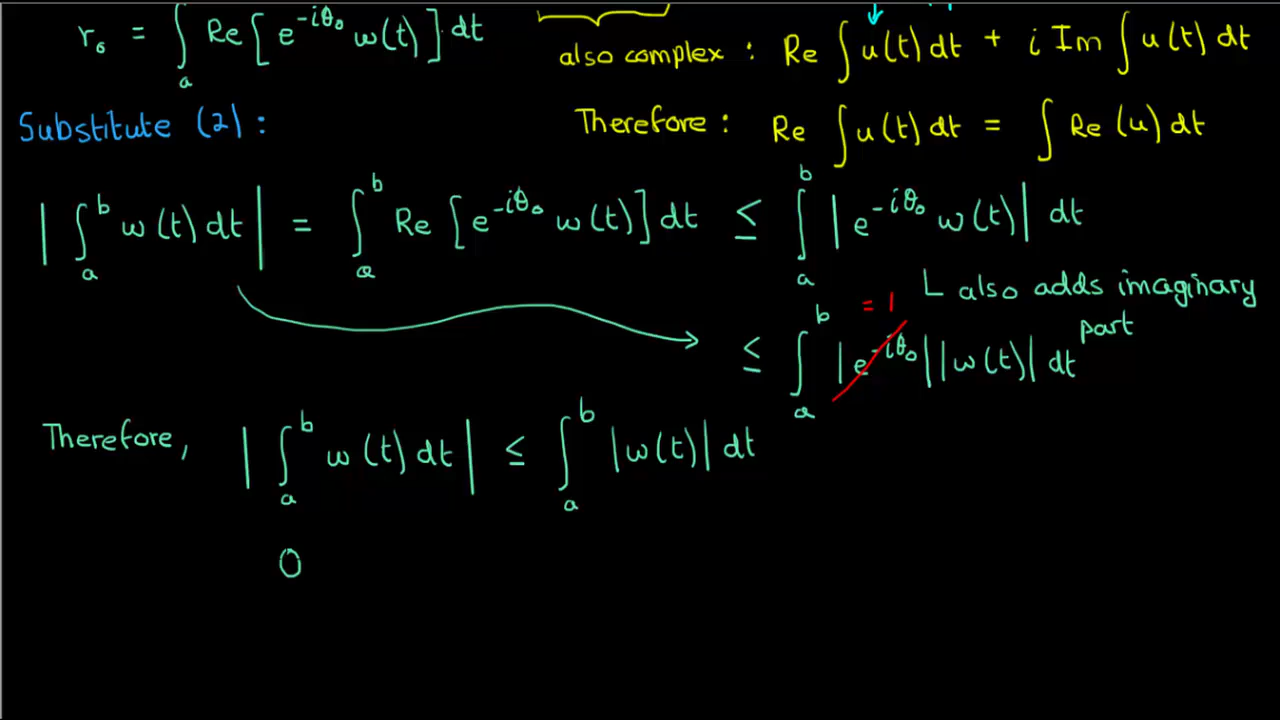 r₀ = ∫ₐ Re[e^{-iθ₀} w(t)] dt
also complex : Re ∫ u(t) dt + i Im ∫ u(t) dt
Substitute (2) :
Therefore : Re ∫ u(t) dt = ∫ Re (u) dt
|∫ₐᵇ w(t) dt| = ∫ₐᵇ Re [e^{-iθ₀} w(t)] dt ≤ ∫ₐᵇ |e^{-iθ₀} w(t)| dt
L also adds imaginary
part
= 1
≤ ∫ₐᵇ |e^{-iθ₀}| |w(t)| dt
Therefore, |∫ₐᵇ w(t) dt| ≤ ∫ₐᵇ |w(t)| dt
0